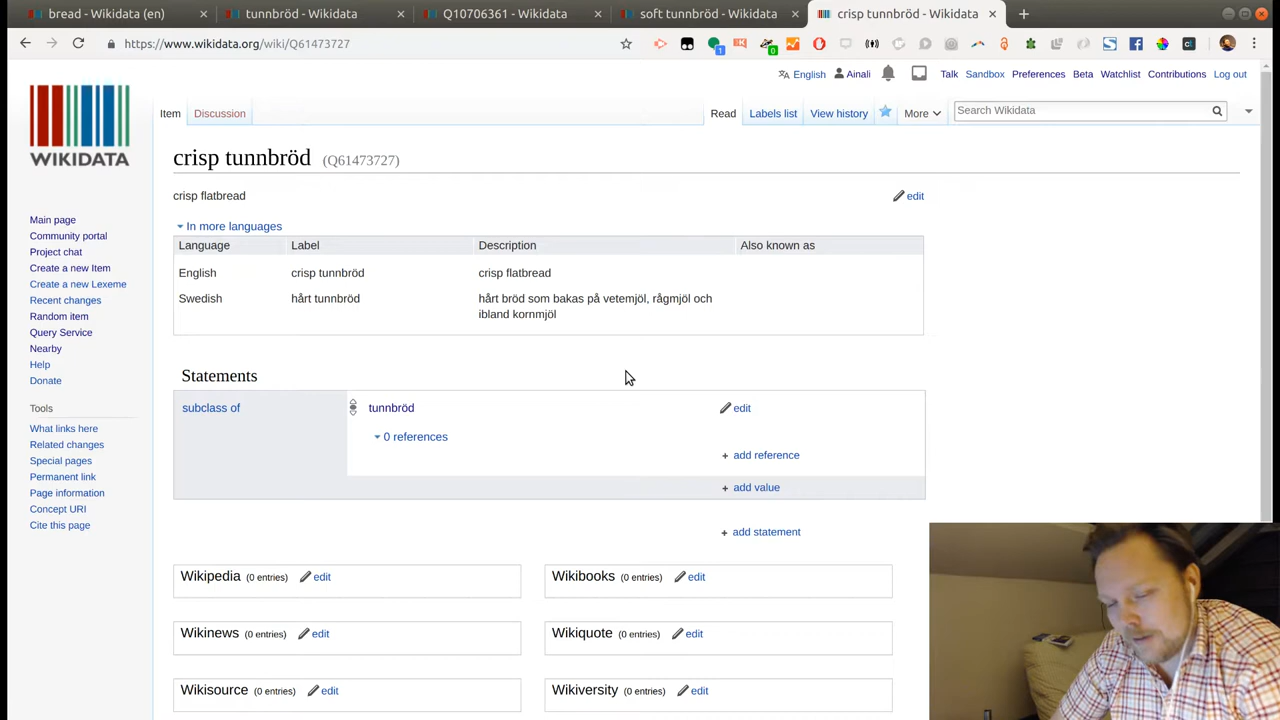 bread - Wikidata (en)
tunnbröd - Wikidata
Q10706361 - Wikidata
soft tunnbröd - Wikidata
crisp tunnbröd - Wikidata
https://www.wikidata.org/wiki/Q61473727
1
0
English
Ainali
Talk
Sandbox
Preferences
Beta
Watchlist
Contributions
Log out
WIKIDATA
Item
Discussion
Read
Labels list
View history
More
Search Wikidata
Main page
Community portal
Project chat
Create a new Item
Create a new Lexeme
Recent changes
Random item
Query Service
Nearby
Help
Donate
Tools
What links here
Related changes
Special pages
Permanent link
Page information
Concept URI
Cite this page
crisp tunnbröd (Q61473727)
crisp flatbread
edit
In more languages
Language Label Description Also known as
English crisp tunnbröd crisp flatbread
Swedish hårt tunnbröd hårt bröd som bakas på vetemjöl, rågmjöl och
ibland kornmjöl
Statements
subclass of
tunnbröd
edit
0 references
+ add reference
+ add value
+ add statement
Wikipedia (0 entries) edit
Wikibooks (0 entries) edit
Wikinews (0 entries) edit
Wikiquote (0 entries) edit
Wikisource (0 entries) edit
Wikiversity (0 entries) edit